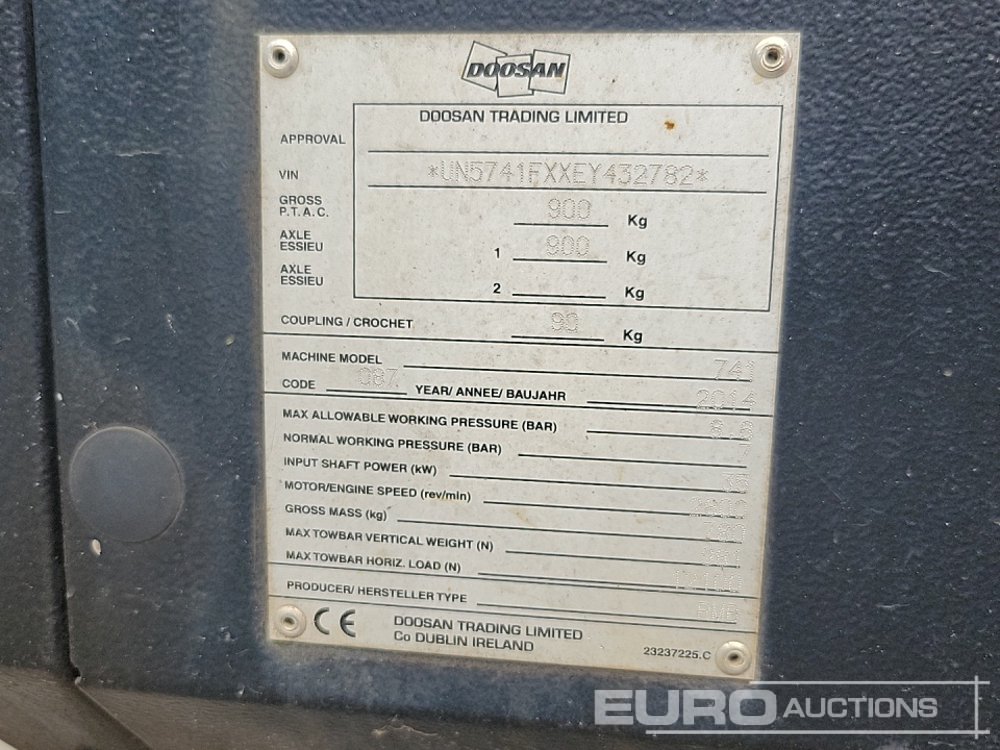 DOOSAN
DOOSAN TRADING LIMITED
APPROVAL
VIN *UN5741FXXEY432782*
GROSS
P.T.A.C. 900 Kg
AXLE
ESSIEU 1 900 Kg
AXLE
ESSIEU 2 Kg
COUPLING / CROCHET 90 Kg
MACHINE MODEL 741
CODE 087 YEAR/ ANNEE/ BAUJAHR 2014
MAX ALLOWABLE WORKING PRESSURE (BAR)
NORMAL WORKING PRESSURE (BAR) 7
INPUT SHAFT POWER (kW)
MOTOR/ENGINE SPEED (rev/min)
GROSS MASS (kg)
MAX TOWBAR VERTICAL WEIGHT (N)
MAX TOWBAR HORIZ. LOAD (N)
PRODUCER/ HERSTELLER TYPE
CE DOOSAN TRADING LIMITED
Co DUBLIN IRELAND
23237225.C
EURO AUCTIONS